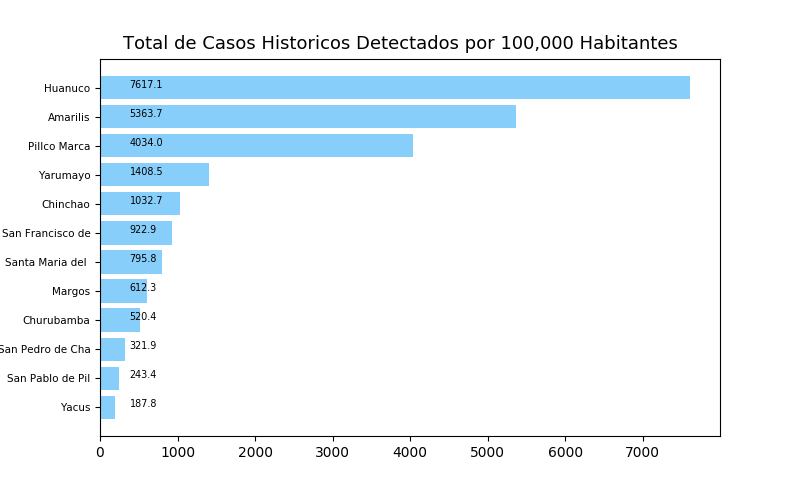 Total de Casos Historicos Detectados por 100,000 Habitantes
Huanuco 7617.1
Amarilis 5363.7
Pillco Marca 4034.0
Yarumayo 1408.5
Chinchao 1032.7
San Francisco de 922.9
Santa Maria del 795.8
Margos 612.3
Churubamba 520.4
San Pedro de Cha 321.9
San Pablo de Pil 243.4
Yacus 187.8
0 1000 2000 3000 4000 5000 6000 7000